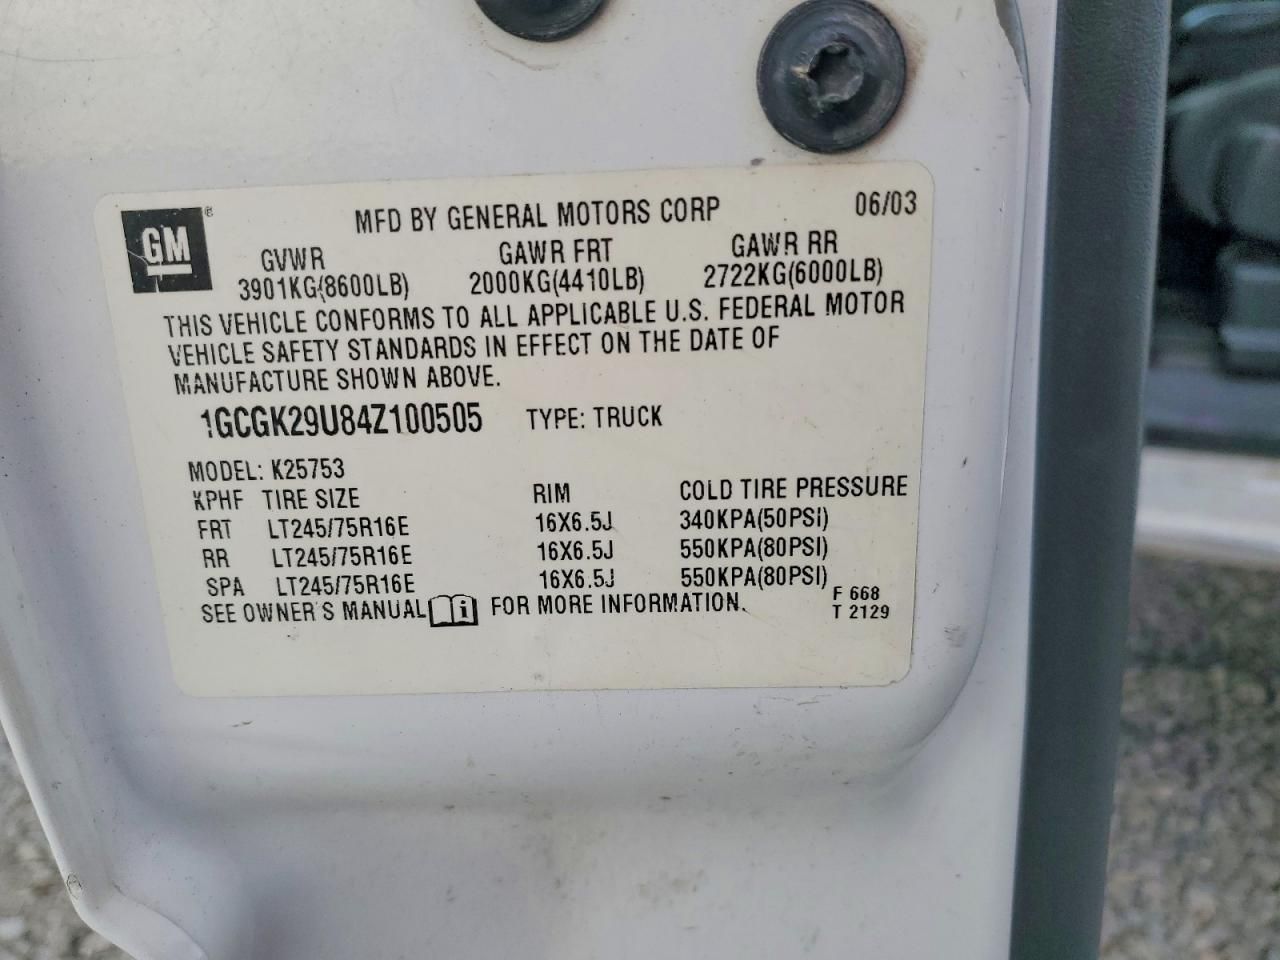 GM®
MFD BY GENERAL MOTORS CORP 06/03
GVWR GAWR FRT GAWR RR
3901KG(8600LB) 2000KG(4410LB) 2722KG(6000LB)
THIS VEHICLE CONFORMS TO ALL APPLICABLE U.S. FEDERAL MOTOR
VEHICLE SAFETY STANDARDS IN EFFECT ON THE DATE OF
MANUFACTURE SHOWN ABOVE.
1GCGK29U84Z100505 TYPE: TRUCK
MODEL: K25753
KPHF TIRE SIZE RIM COLD TIRE PRESSURE
FRT LT245/75R16E 16X6.5J 340KPA(50PSI)
RR LT245/75R16E 16X6.5J 550KPA(80PSI)
SPA LT245/75R16E 16X6.5J 550KPA(80PSI)
SEE OWNER'S MANUAL i FOR MORE INFORMATION.
F 668
T 2129